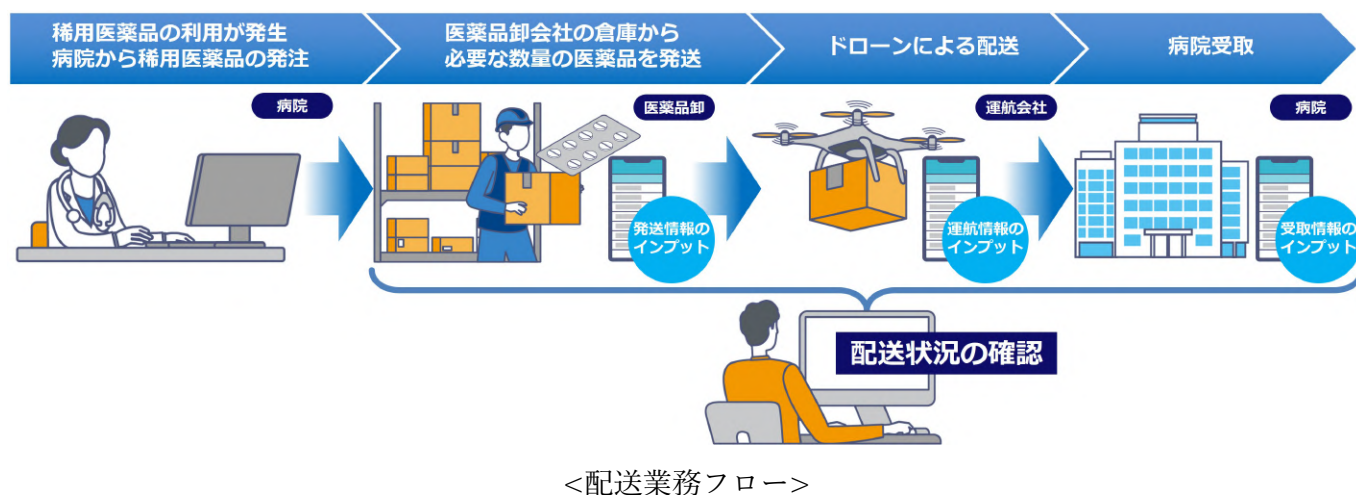 稀用医薬品の利用が発生
病院から稀用医薬品の発注
医薬品卸会社の倉庫から
必要な数量の医薬品を発送
ドローンによる配送
病院受取
病院
医薬品卸
運航会社
病院
発送情報の
インプット
運航情報の
インプット
受取情報の
インプット
配送状況の確認
<配送業務フロー>